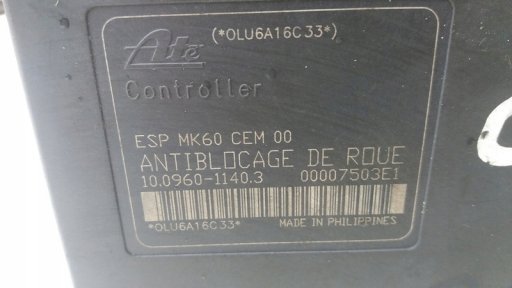 (*OLU6A16C33*)
Ate
Controller
ESP MK60 CEM 00
ANTIBLOCAGE DE ROUE
10.0960-1140.3 00007503E1
*OLU6A16C33*
MADE IN PHILIPPINES